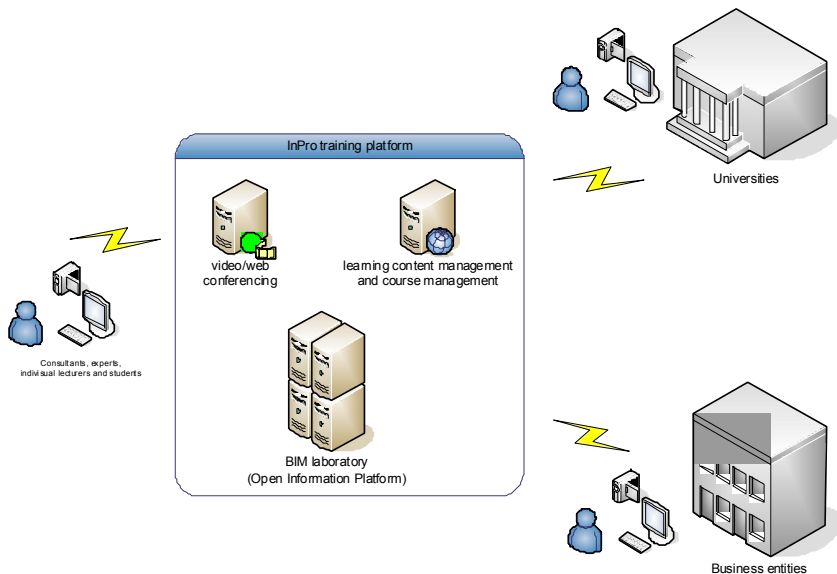 InPro training platform
Universities
video/web
conferencing
learning content management
and course management
Consultants, experts,
indivisual lecturers and students
BIM laboratory
(Open Information Platform)
Business entities